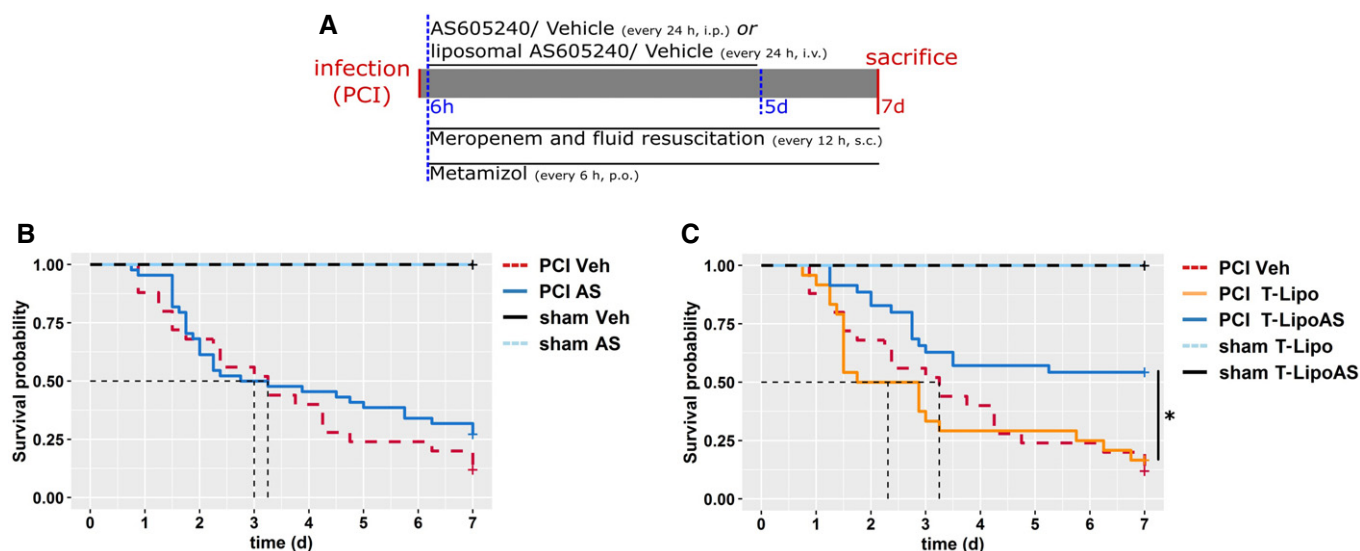 A
AS605240/ Vehicle (every 24 h, i.p.) or
liposomal AS605240/ Vehicle (every 24 h, i.v.)
infection
(PCI)
sacrifice
6h
5d
7d
Meropenem and fluid resuscitation (every 12 h, s.c.)
Metamizol (every 6 h, p.o.)
B
Survival probability
1.00
0.75
0.50
0.25
0.00
0 1 2 3 4 5 6 7
time (d)
PCI Veh
PCI AS
sham Veh
sham AS
C
Survival probability
1.00
0.75
0.50
0.25
0.00
0 1 2 3 4 5 6 7
time (d)
*
PCI Veh
PCI T-Lipo
PCI T-LipoAS
sham T-Lipo
sham T-LipoAS